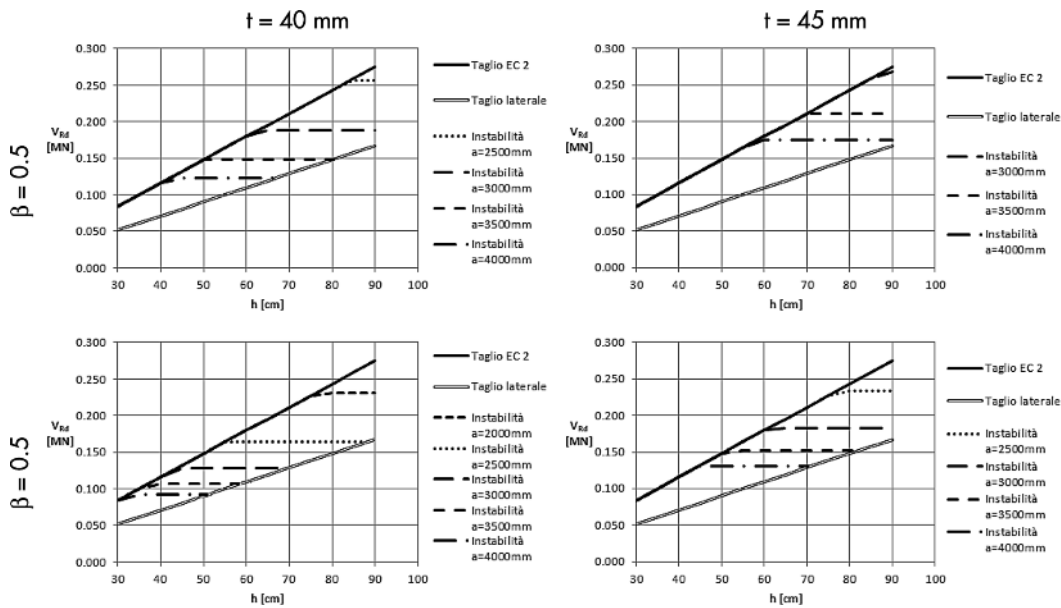 t = 40 mm
t = 45 mm
β = 0.5
0.300
0.250
0.200
0.150
0.100
0.050
0.000
V_Rd
[MN]
30 40 50 60 70 80 90 100
h [cm]
Taglio EC 2
Taglio laterale
Instabilità
a=2500mm
Instabilità
a=3000mm
Instabilità
a=3500mm
Instabilità
a=4000mm
0.300
0.250
0.200
0.150
0.100
0.050
0.000
V_Rd
[MN]
30 40 50 60 70 80 90 100
h [cm]
Taglio EC 2
Taglio laterale
Instabilità
a=3000mm
Instabilità
a=3500mm
Instabilità
a=4000mm
β = 0.5
0.300
0.250
0.200
0.150
0.100
0.050
0.000
V_Rd
[MN]
30 40 50 60 70 80 90 100
h [cm]
Taglio EC 2
Taglio laterale
Instabilità
a=2000mm
Instabilità
a=2500mm
Instabilità
a=3000mm
Instabilità
a=3500mm
Instabilità
a=4000mm
0.300
0.250
0.200
0.150
0.100
0.050
0.000
V_Rd
[MN]
30 40 50 60 70 80 90 100
h [cm]
Taglio EC 2
Taglio laterale
Instabilità
a=2500mm
Instabilità
a=3000mm
Instabilità
a=3500mm
Instabilità
a=4000mm